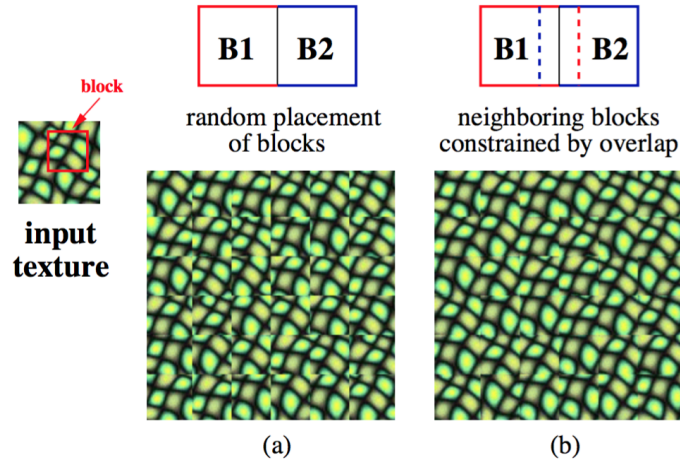 block
input
texture
B1 B2
random placement
of blocks
(a)
B1 B2
neighboring blocks
constrained by overlap
(b)